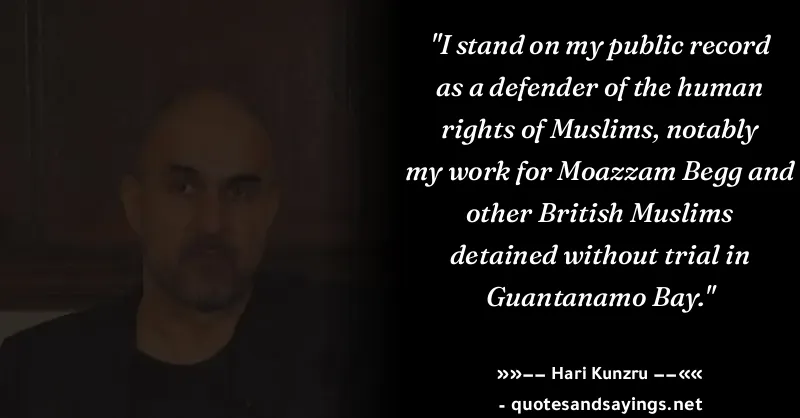 "I stand on my public record
as a defender of the human
rights of Muslims, notably
my work for Moazzam Begg and
other British Muslims
detained without trial in
Guantanamo Bay."
»»−− Hari Kunzru −−««
- quotesandsayings.net